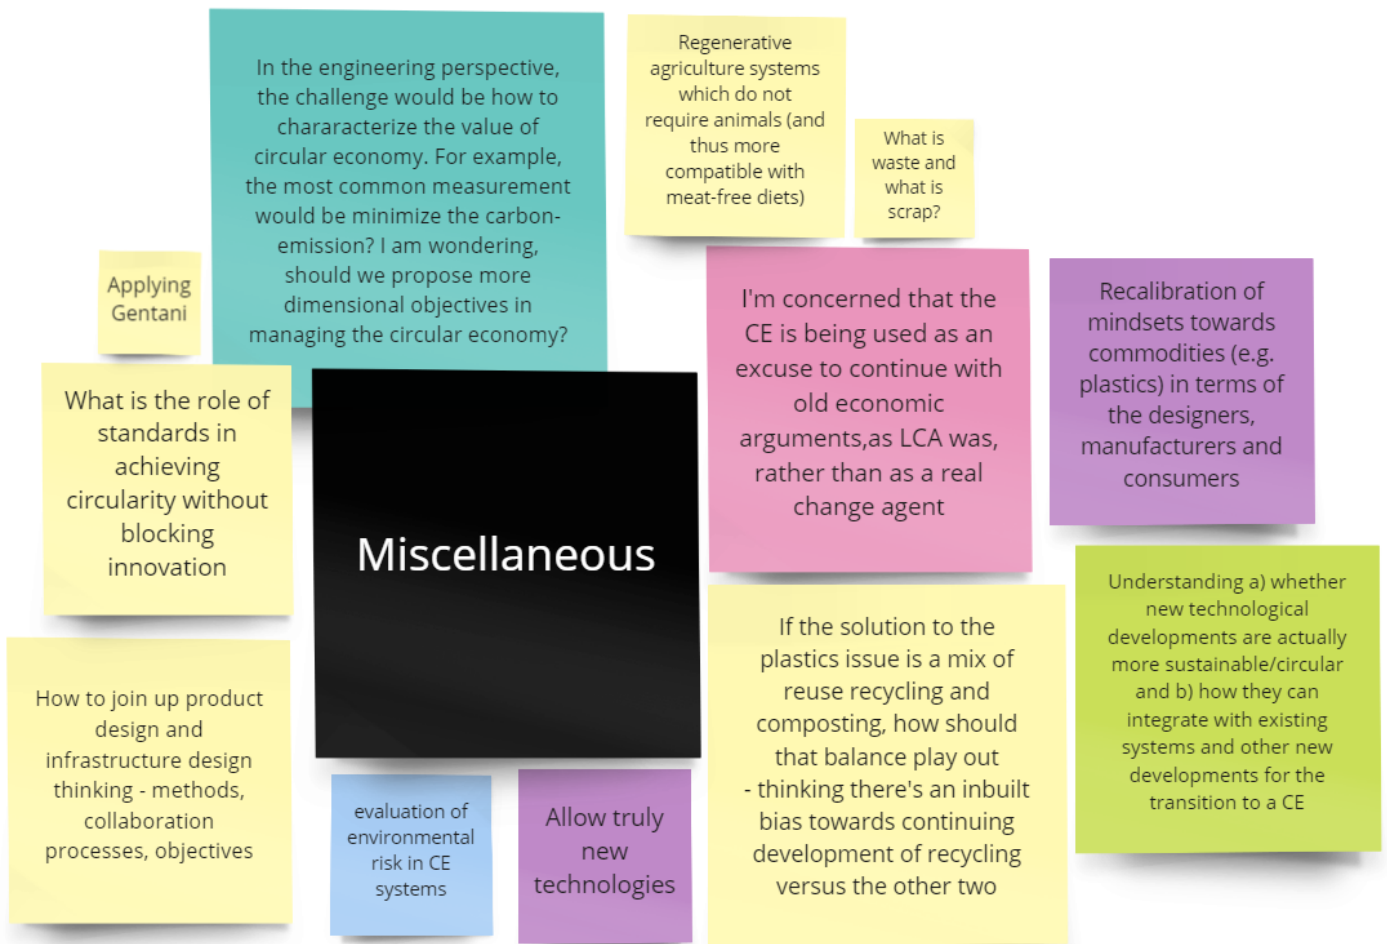 In the engineering perspective,
the challenge would be how to
chararacterize the value of
circular economy. For example,
the most common measurement
would be minimize the carbon-
emission? I am wondering,
should we propose more
dimensional objectives in
managing the circular economy?
Regenerative
agriculture systems
which do not
require animals (and
thus more
compatible with
meat-free diets)
What is
waste and
what is
scrap?
Applying
Gentani
I'm concerned that the
CE is being used as an
excuse to continue with
old economic
arguments,as LCA was,
rather than as a real
change agent
Recalibration of
mindsets towards
commodities (e.g.
plastics) in terms of
the designers,
manufacturers and
consumers
What is the role of
standards in
achieving
circularity without
blocking
innovation
Miscellaneous
If the solution to the
plastics issue is a mix of
reuse recycling and
composting, how should
that balance play out
- thinking there's an inbuilt
bias towards continuing
development of recycling
versus the other two
Understanding a) whether
new technological
developments are actually
more sustainable/circular
and b) how they can
integrate with existing
systems and other new
developments for the
transition to a CE
How to join up product
design and
infrastructure design
thinking - methods,
collaboration
processes, objectives
evaluation of
environmental
risk in CE
systems
Allow truly
new
technologies